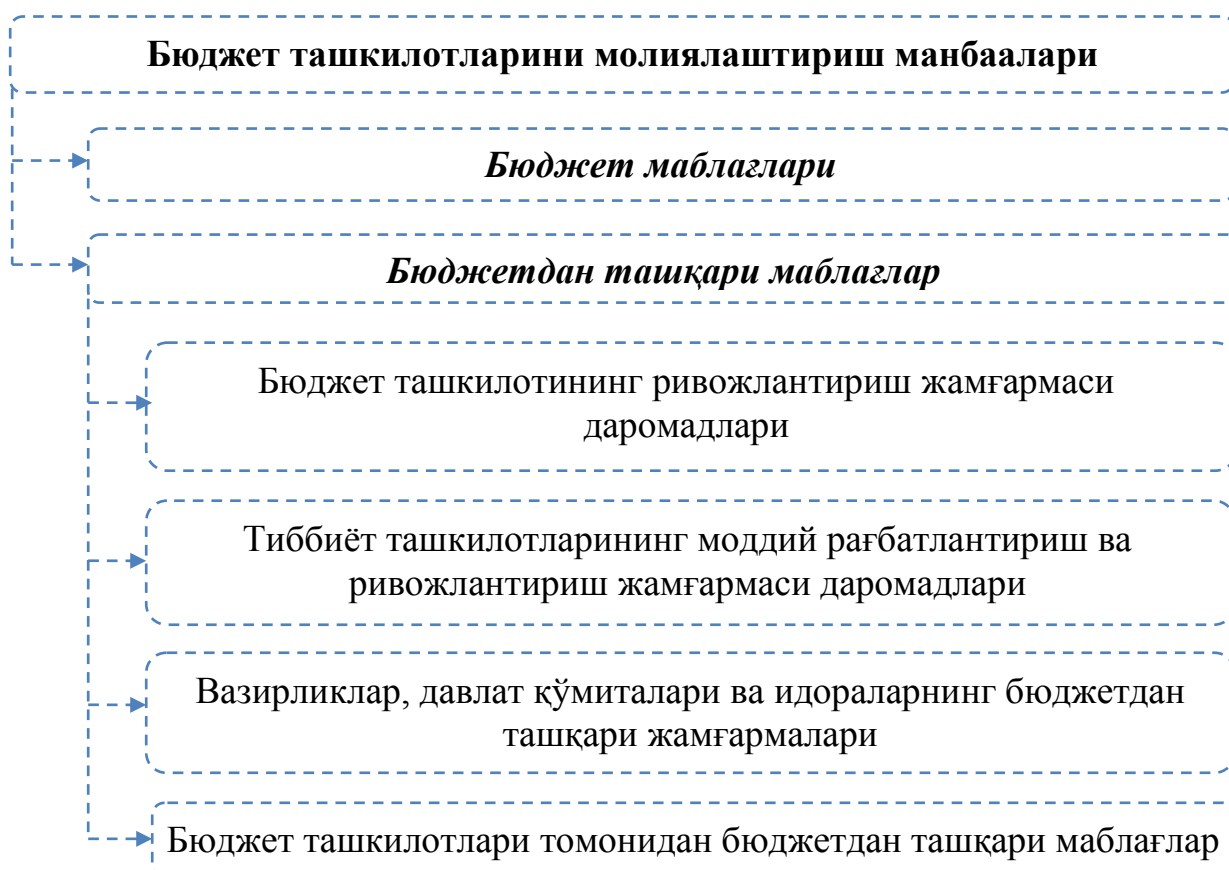 Бюджет ташкилотларини молиялаштириш манбаалари
Бюджет маблағлари
Бюджетдан ташқари маблағлар
Бюджет ташкилотининг ривожлантириш жамғармаси
даромадлари
Тиббиёт ташкилотларининг моддий рағбатлантириш ва
ривожлантириш жамғармаси даромадлари
Вазирликлар, давлат қўмиталари ва идораларнинг бюджетдан
ташқари жамғармалари
Бюджет ташкилотлари томонидан бюджетдан ташқари маблағлар